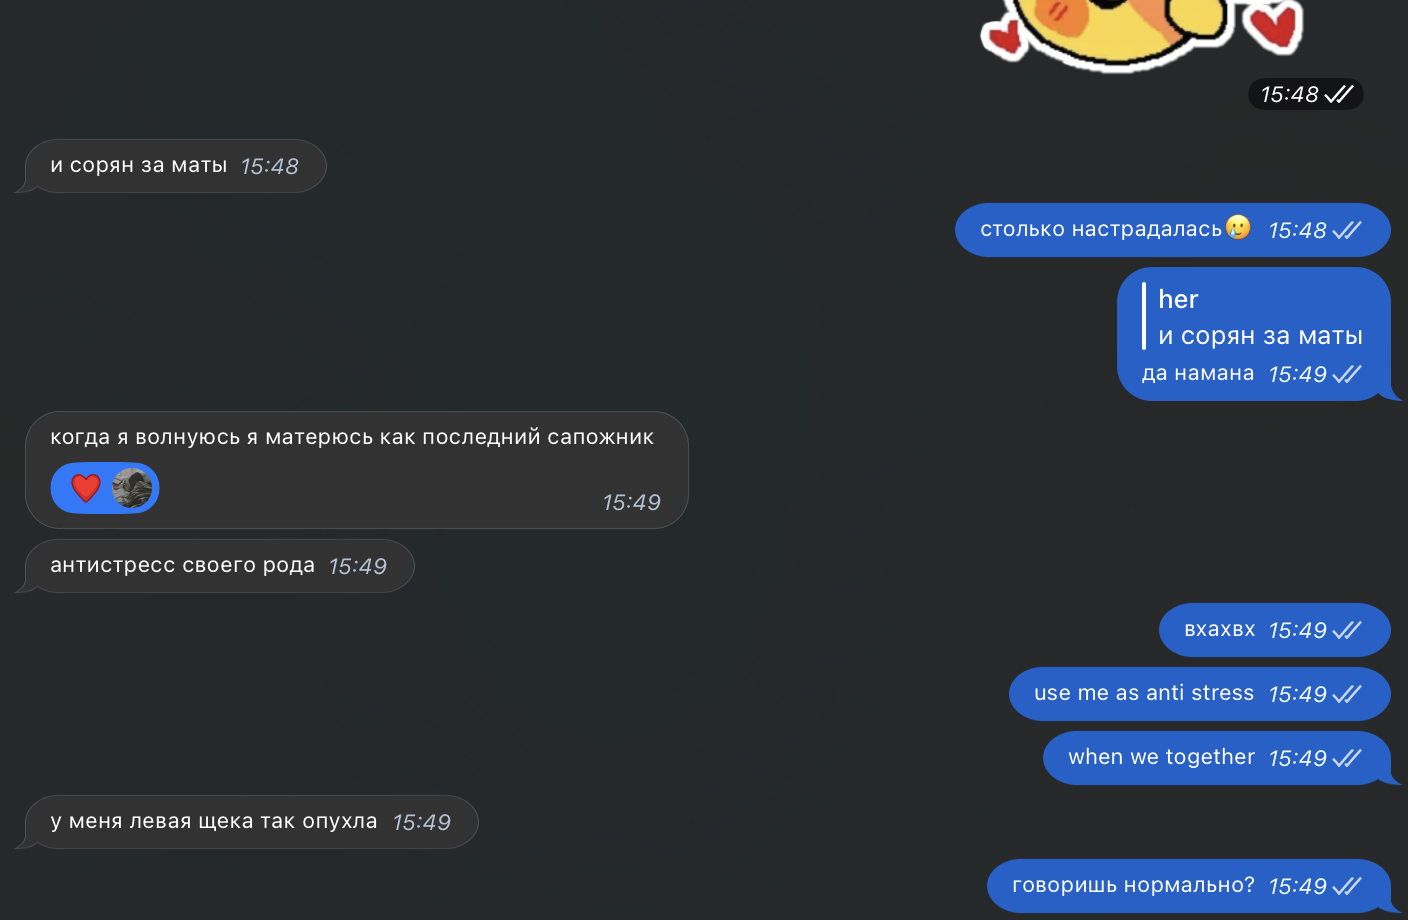 15:48
и сорян за маты 15:48
столько настрадалась🥲 15:48
her
и сорян за маты
да намана 15:49
когда я волнуюсь я матерюсь как последний сапожник
15:49
антистресс своего рода 15:49
вхахвх 15:49
use me as anti stress 15:49
when we together 15:49
у меня левая щека так опухла 15:49
говоришь нормально? 15:49